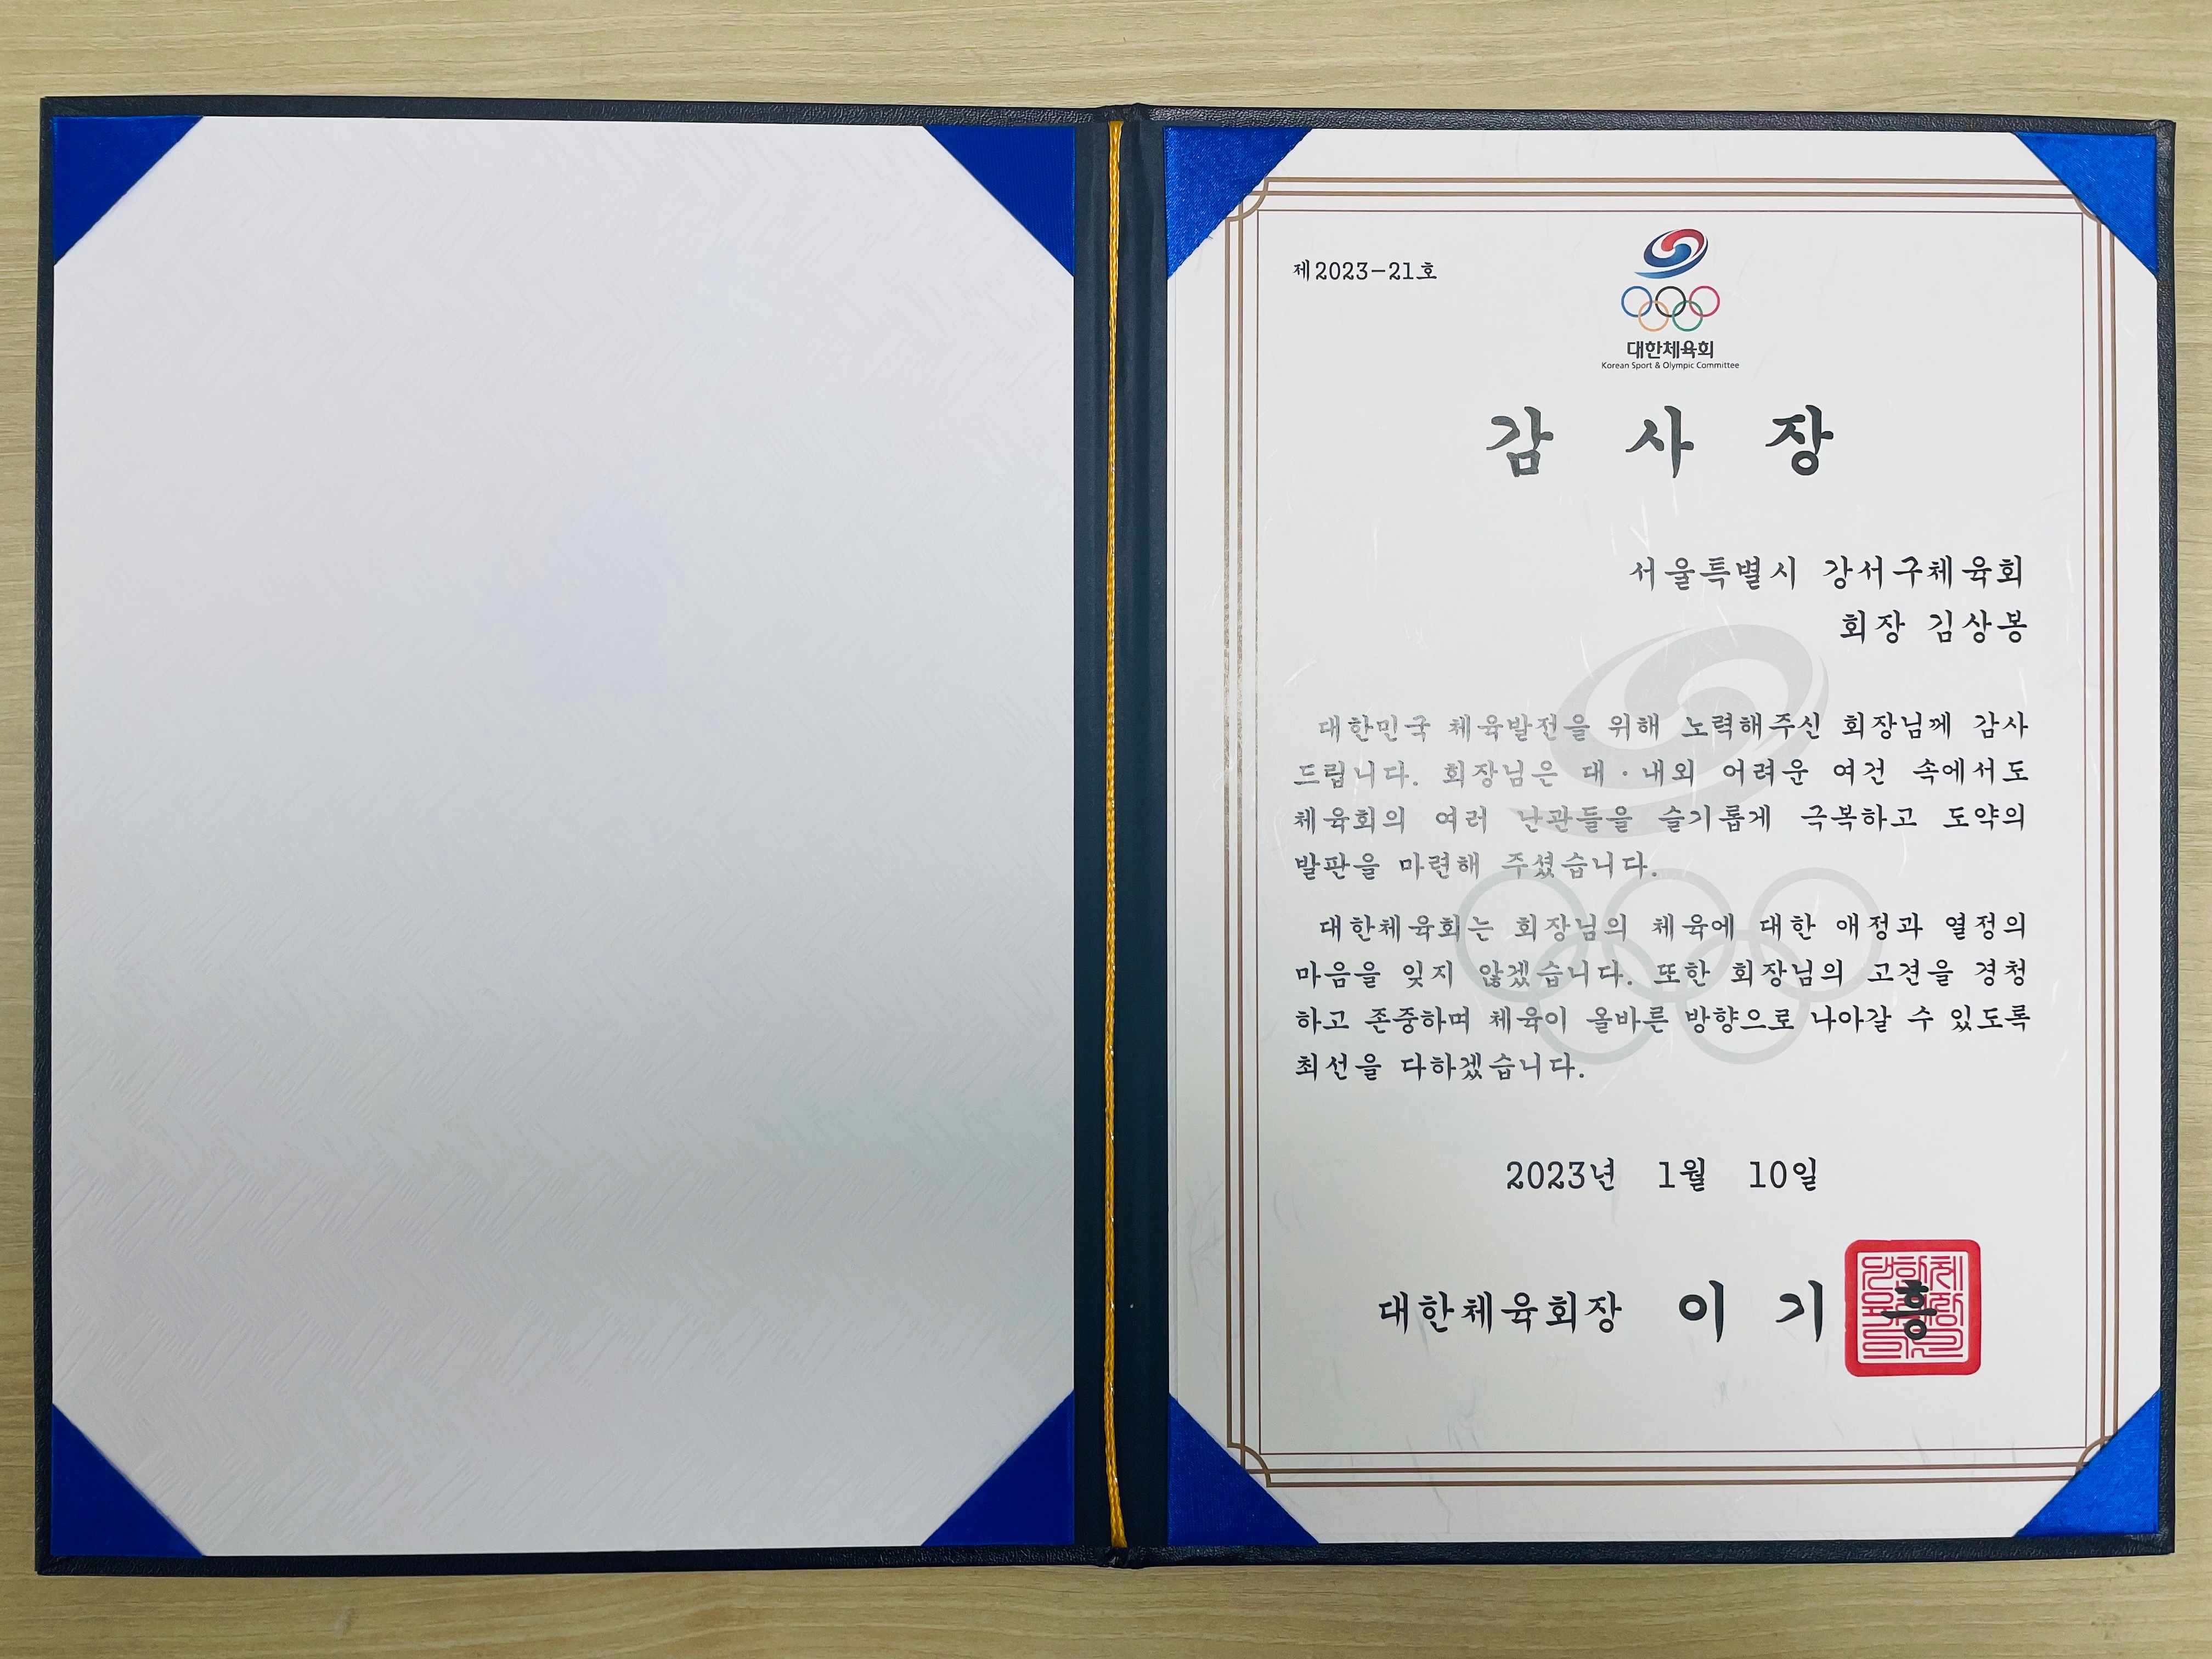 제2023-21호
대한체육회
Korean Sport & Olympic Committee
감 사 장
서울특별시 강서구체육회
회장 김상봉
대한민국 체육발전을 위해 노력해주신 회장님께 감사
드립니다. 회장님은 대·내외 어려운 여건 속에서도
체육회의 여러 난관들을 슬기롭게 극복하고 도약의
발판을 마련해 주셨습니다.
대한체육회는 회장님의 체육에 대한 애정과 열정의
마음을 잊지 않겠습니다. 또한 회장님의 고견을 경청
하고 존중하며 체육이 올바른 방향으로 나아갈 수 있도록
최선을 다하겠습니다.
2023년 1월 10일
대한체육회장 이 기 흥